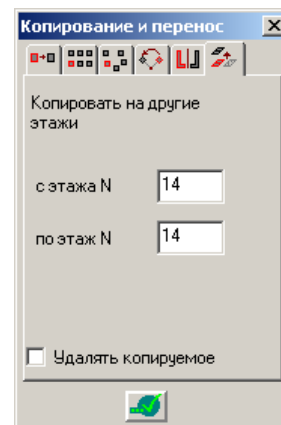 Копирование и перенос
Копировать на другие
этажи
с этажа N 14
по этаж N 14
Удалять копируемое